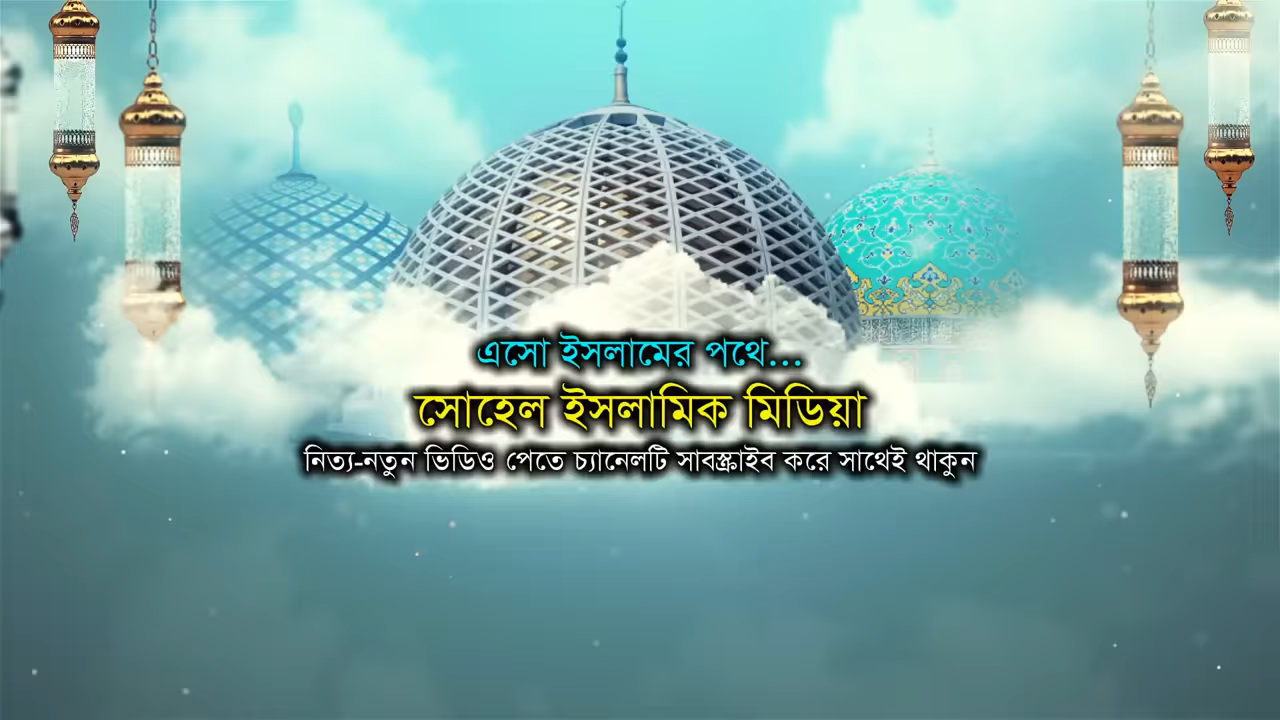 এসো ইসলামের পথে...
সোহেল ইসলামিক মিডিয়া
নিত্য-নতুন ভিডিও পেতে চ্যানেলটি সাবস্ক্রাইব করে সাথেই থাকুন